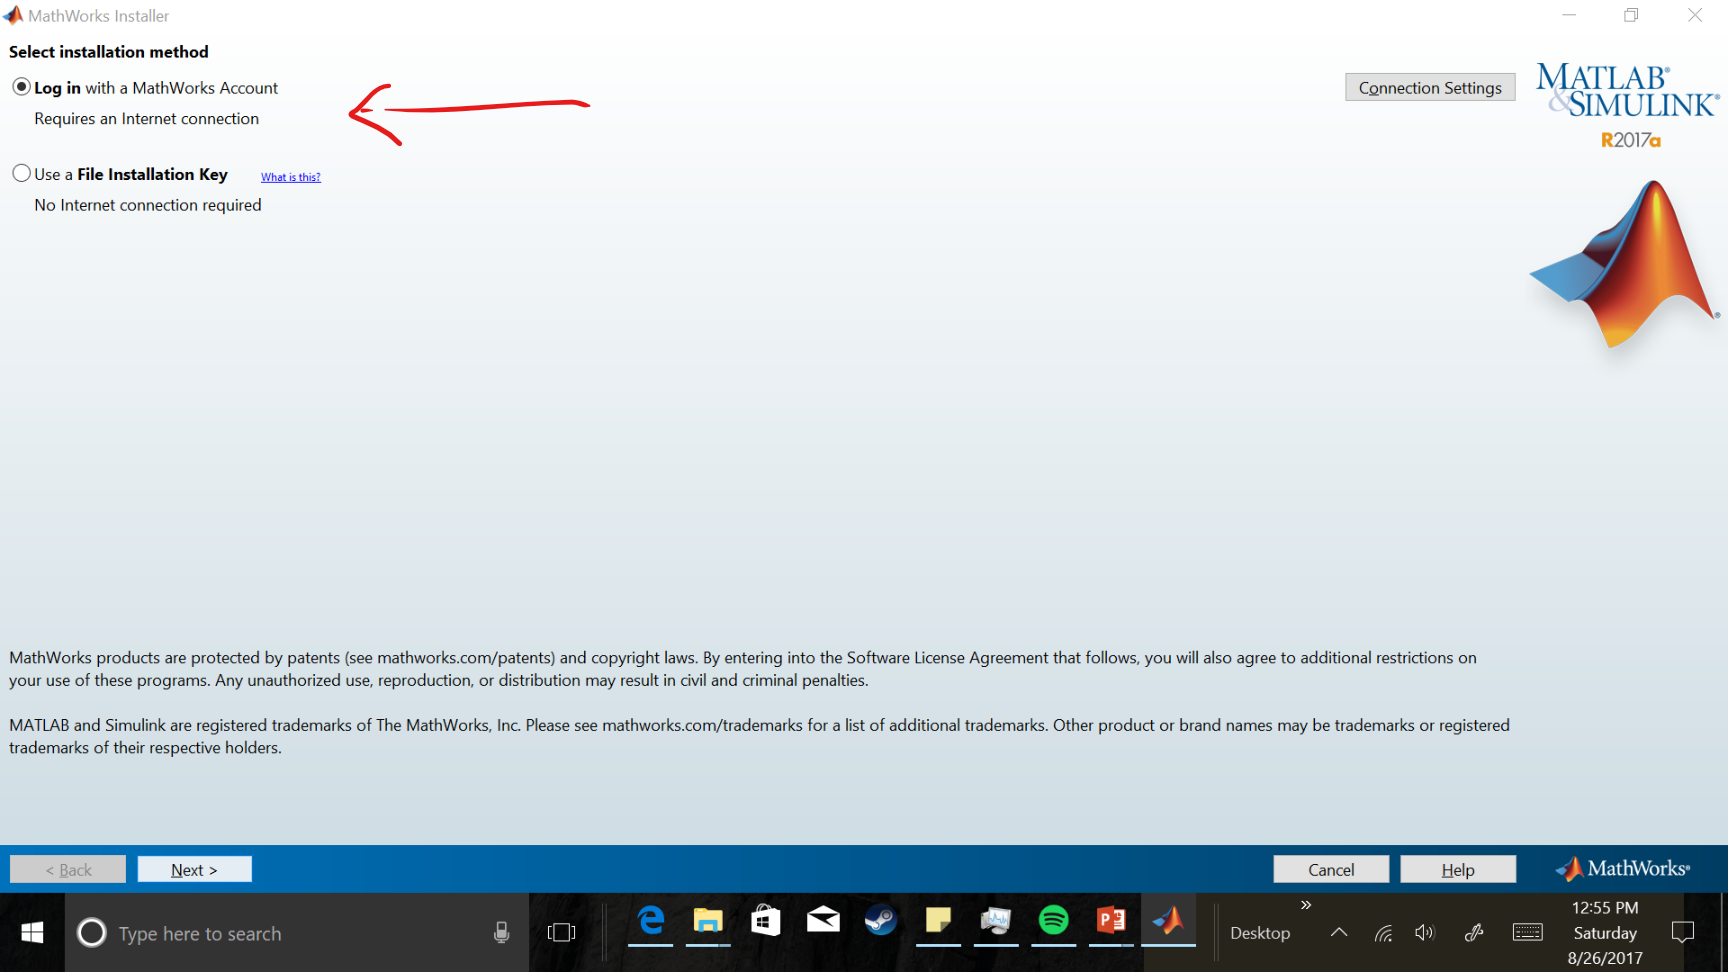 MathWorks Installer
Select installation method
Log in with a MathWorks Account
Requires an Internet connection
Connection Settings
MATLAB®
&SIMULINK®
R2017a
Use a File Installation Key
What is this?
No Internet connection required
MathWorks products are protected by patents (see mathworks.com/patents) and copyright laws. By entering into the Software License Agreement that follows, you will also agree to additional restrictions on
your use of these programs. Any unauthorized use, reproduction, or distribution may result in civil and criminal penalties.
MATLAB and Simulink are registered trademarks of The MathWorks, Inc. Please see mathworks.com/trademarks for a list of additional trademarks. Other product or brand names may be trademarks or registered
trademarks of their respective holders.
< Back
Next >
Cancel
Help
MathWorks®
Type here to search
Desktop
12:55 PM
Saturday
8/26/2017